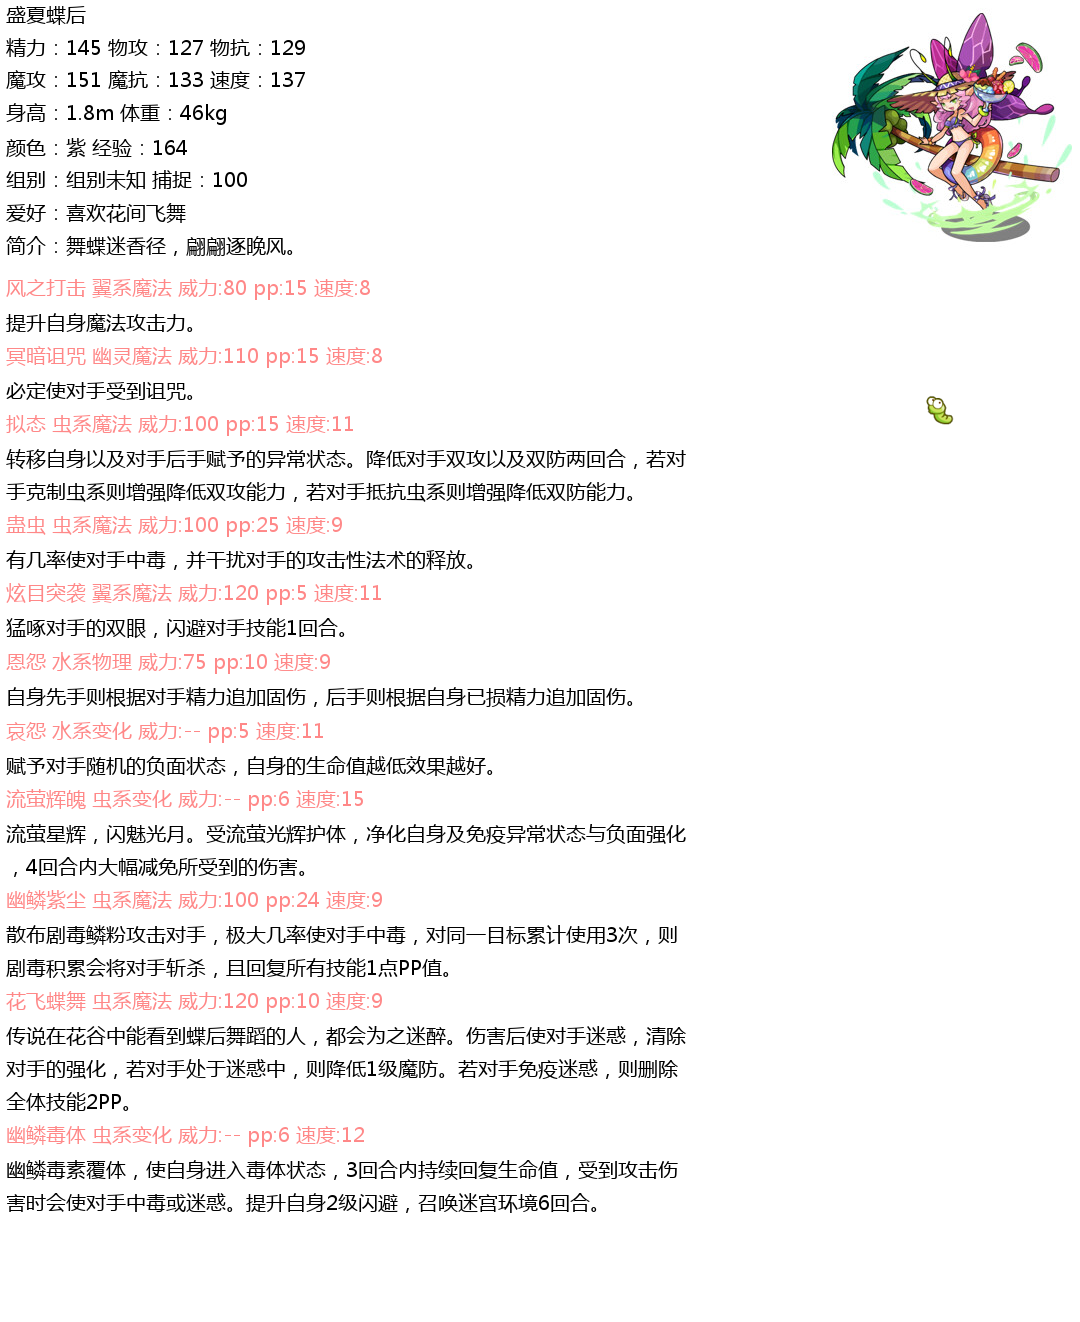 盛夏蝶后
精力：145 物攻：127 物抗：129
魔攻：151 魔抗：133 速度：137
身高：1.8m 体重：46kg
颜色：紫 经验：164
组别：组别未知 捕捉：100
爱好：喜欢花间飞舞
简介：舞蝶迷香径，翩翩逐晚风。
风之打击 翼系魔法 威力:80 pp:15 速度:8
提升自身魔法攻击力。
冥暗诅咒 幽灵魔法 威力:110 pp:15 速度:8
必定使对手受到诅咒。
拟态 虫系魔法 威力:100 pp:15 速度:11
转移自身以及对手后手赋予的异常状态。降低对手双攻以及双防两回合，若对
手克制虫系则增强降低双攻能力，若对手抵抗虫系则增强降低双防能力。
蛊虫 虫系魔法 威力:100 pp:25 速度:9
有几率使对手中毒，并干扰对手的攻击性法术的释放。
炫目突袭 翼系魔法 威力:120 pp:5 速度:11
猛啄对手的双眼，闪避对手技能1回合。
恩怨 水系物理 威力:75 pp:10 速度:9
自身先手则根据对手精力追加固伤，后手则根据自身已损精力追加固伤。
哀怨 水系变化 威力:-- pp:5 速度:11
赋予对手随机的负面状态，自身的生命值越低效果越好。
流萤辉魄 虫系变化 威力:-- pp:6 速度:15
流萤星辉，闪魅光月。受流萤光辉护体，净化自身及免疫异常状态与负面强化
，4回合内大幅减免所受到的伤害。
幽鳞紫尘 虫系魔法 威力:100 pp:24 速度:9
散布剧毒鳞粉攻击对手，极大几率使对手中毒，对同一目标累计使用3次，则
剧毒积累会将对手斩杀，且回复所有技能1点PP值。
花飞蝶舞 虫系魔法 威力:120 pp:10 速度:9
传说在花谷中能看到蝶后舞蹈的人，都会为之迷醉。伤害后使对手迷惑，清除
对手的强化，若对手处于迷惑中，则降低1级魔防。若对手免疫迷惑，则删除
全体技能2PP。
幽鳞毒体 虫系变化 威力:-- pp:6 速度:12
幽鳞毒素覆体，使自身进入毒体状态，3回合内持续回复生命值，受到攻击伤
害时会使对手中毒或迷惑。提升自身2级闪避，召唤迷宫环境6回合。